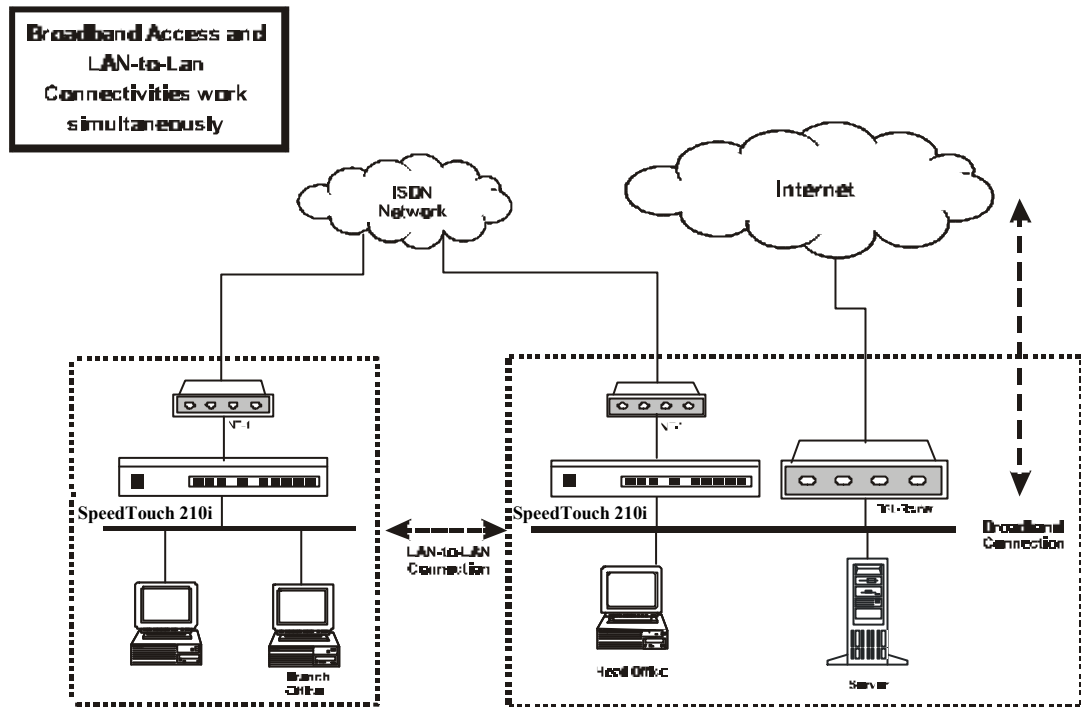 Broadband Access and
LAN-to-Lan
Connectivities work
simultaneously
ISDN
Network
Internet
SpeedTouch 210i
SpeedTouch 210i
LAN-to-LAN
Connection
Broadband
Connection
Branch
Office
Head Office
Server